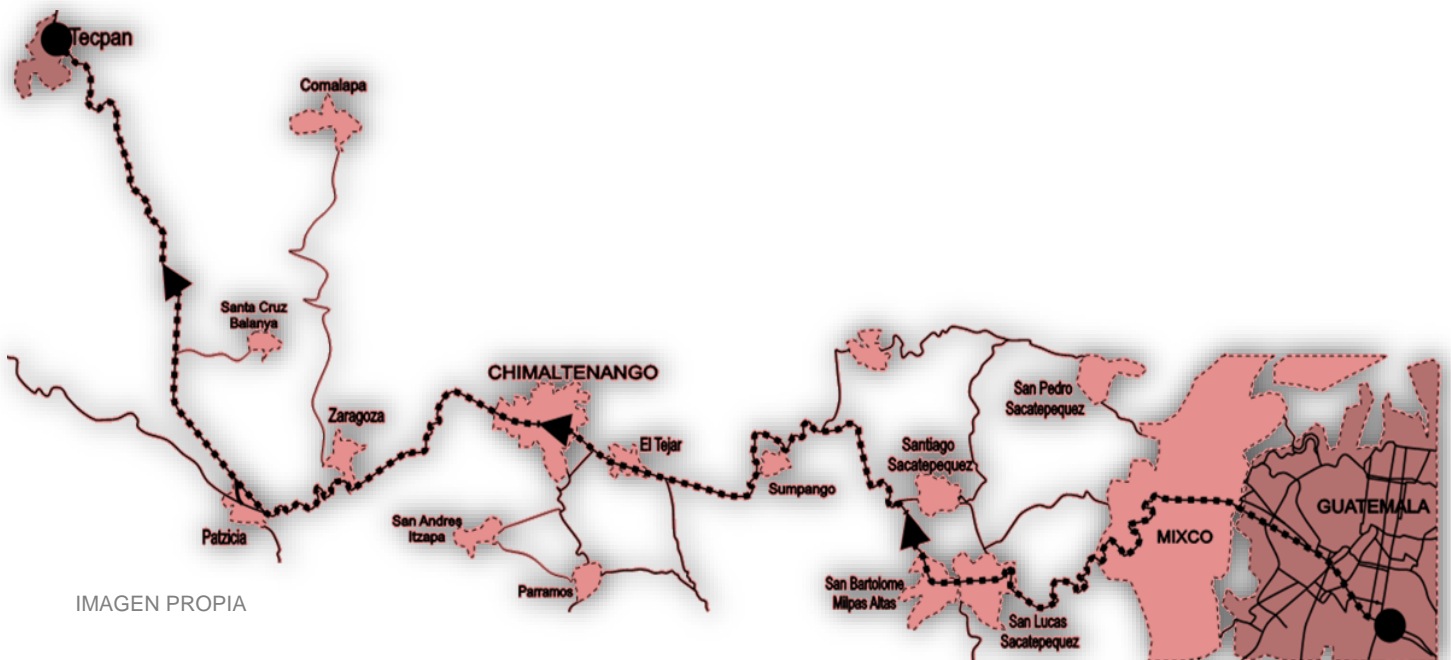 Tecpan
Comalapa
Santa Cruz
Balanya
CHIMALTENANGO
Zaragoza
El Tejar
San Pedro
Sacatepequez
Santiago
Sacatepequez
Sumpango
GUATEMALA
MIXCO
San Andres
Itzapa
Patzicia
Parramos
San Bartolome
Milpas Altas
San Lucas
Sacatepequez
IMAGEN PROPIA